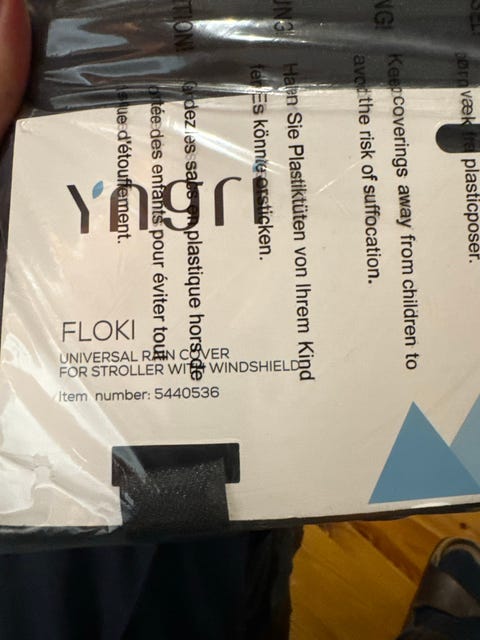 yngri
FLOKI
UNIVERSAL RAIN COVER
FOR STROLLER WITH WINDSHIELD
Item number: 5440536
Keep coverings away from children to
avoid the risk of suffocation.
Halten Sie Plastiktüten von Ihrem Kind
fern. Es könnte ersticken.
Gardez les sacs en plastique hors de
portée des enfants pour éviter tout
risque d'étouffement.
væk fra plastikposer.